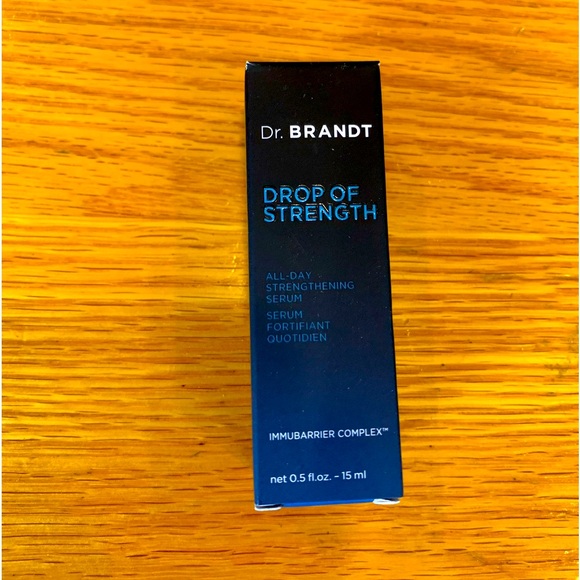 Dr. BRANDT
DROP OF
STRENGTH
ALL-DAY
STRENGTHENING
SERUM
SERUM
FORTIFIANT
QUOTIDIEN
IMMUBARRIER COMPLEX™
net 0.5 fl.oz. – 15 ml